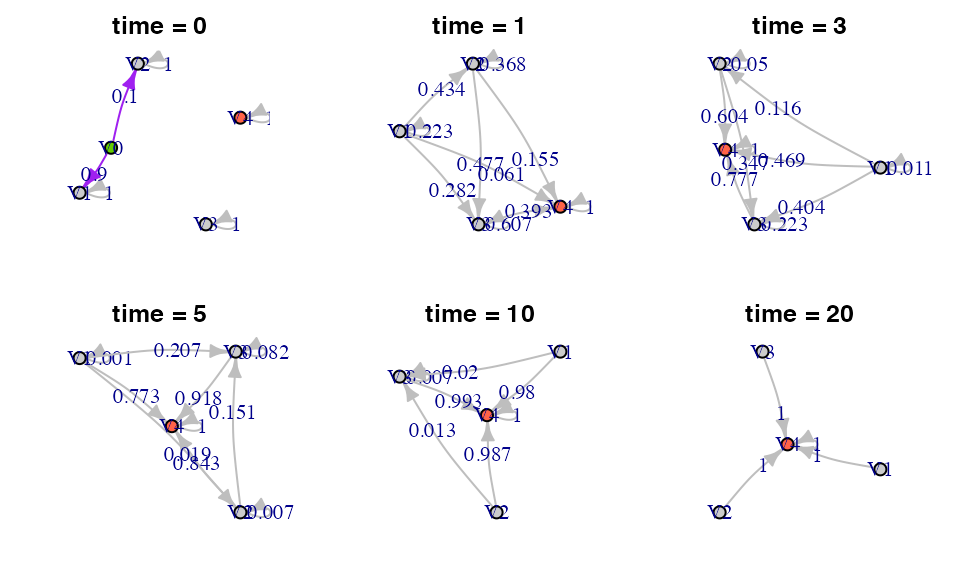 time = 0
time = 1
time = 3
V2 1
0.1
V4 1
V0
0.9
V1 1
V3 1
V2 0.368
0.434
V1 0.223
0.477
0.155
0.061
0.282
0.393
V4 1
V3 0.607
V2 0.05
0.116
0.604
V4 1
0.347
0.469
0.777
V1 0.011
0.404
V3 0.223
time = 5
time = 10
time = 20
V1 0.001
0.207
V3 0.082
0.773
0.918
0.151
V4 1
0.019
0.843
V2 0.007
V1
V3 0.007
0.02
0.98
0.993
V4 1
0.013
0.987
V2
V3
1
V4 1
1
1
V1
V2